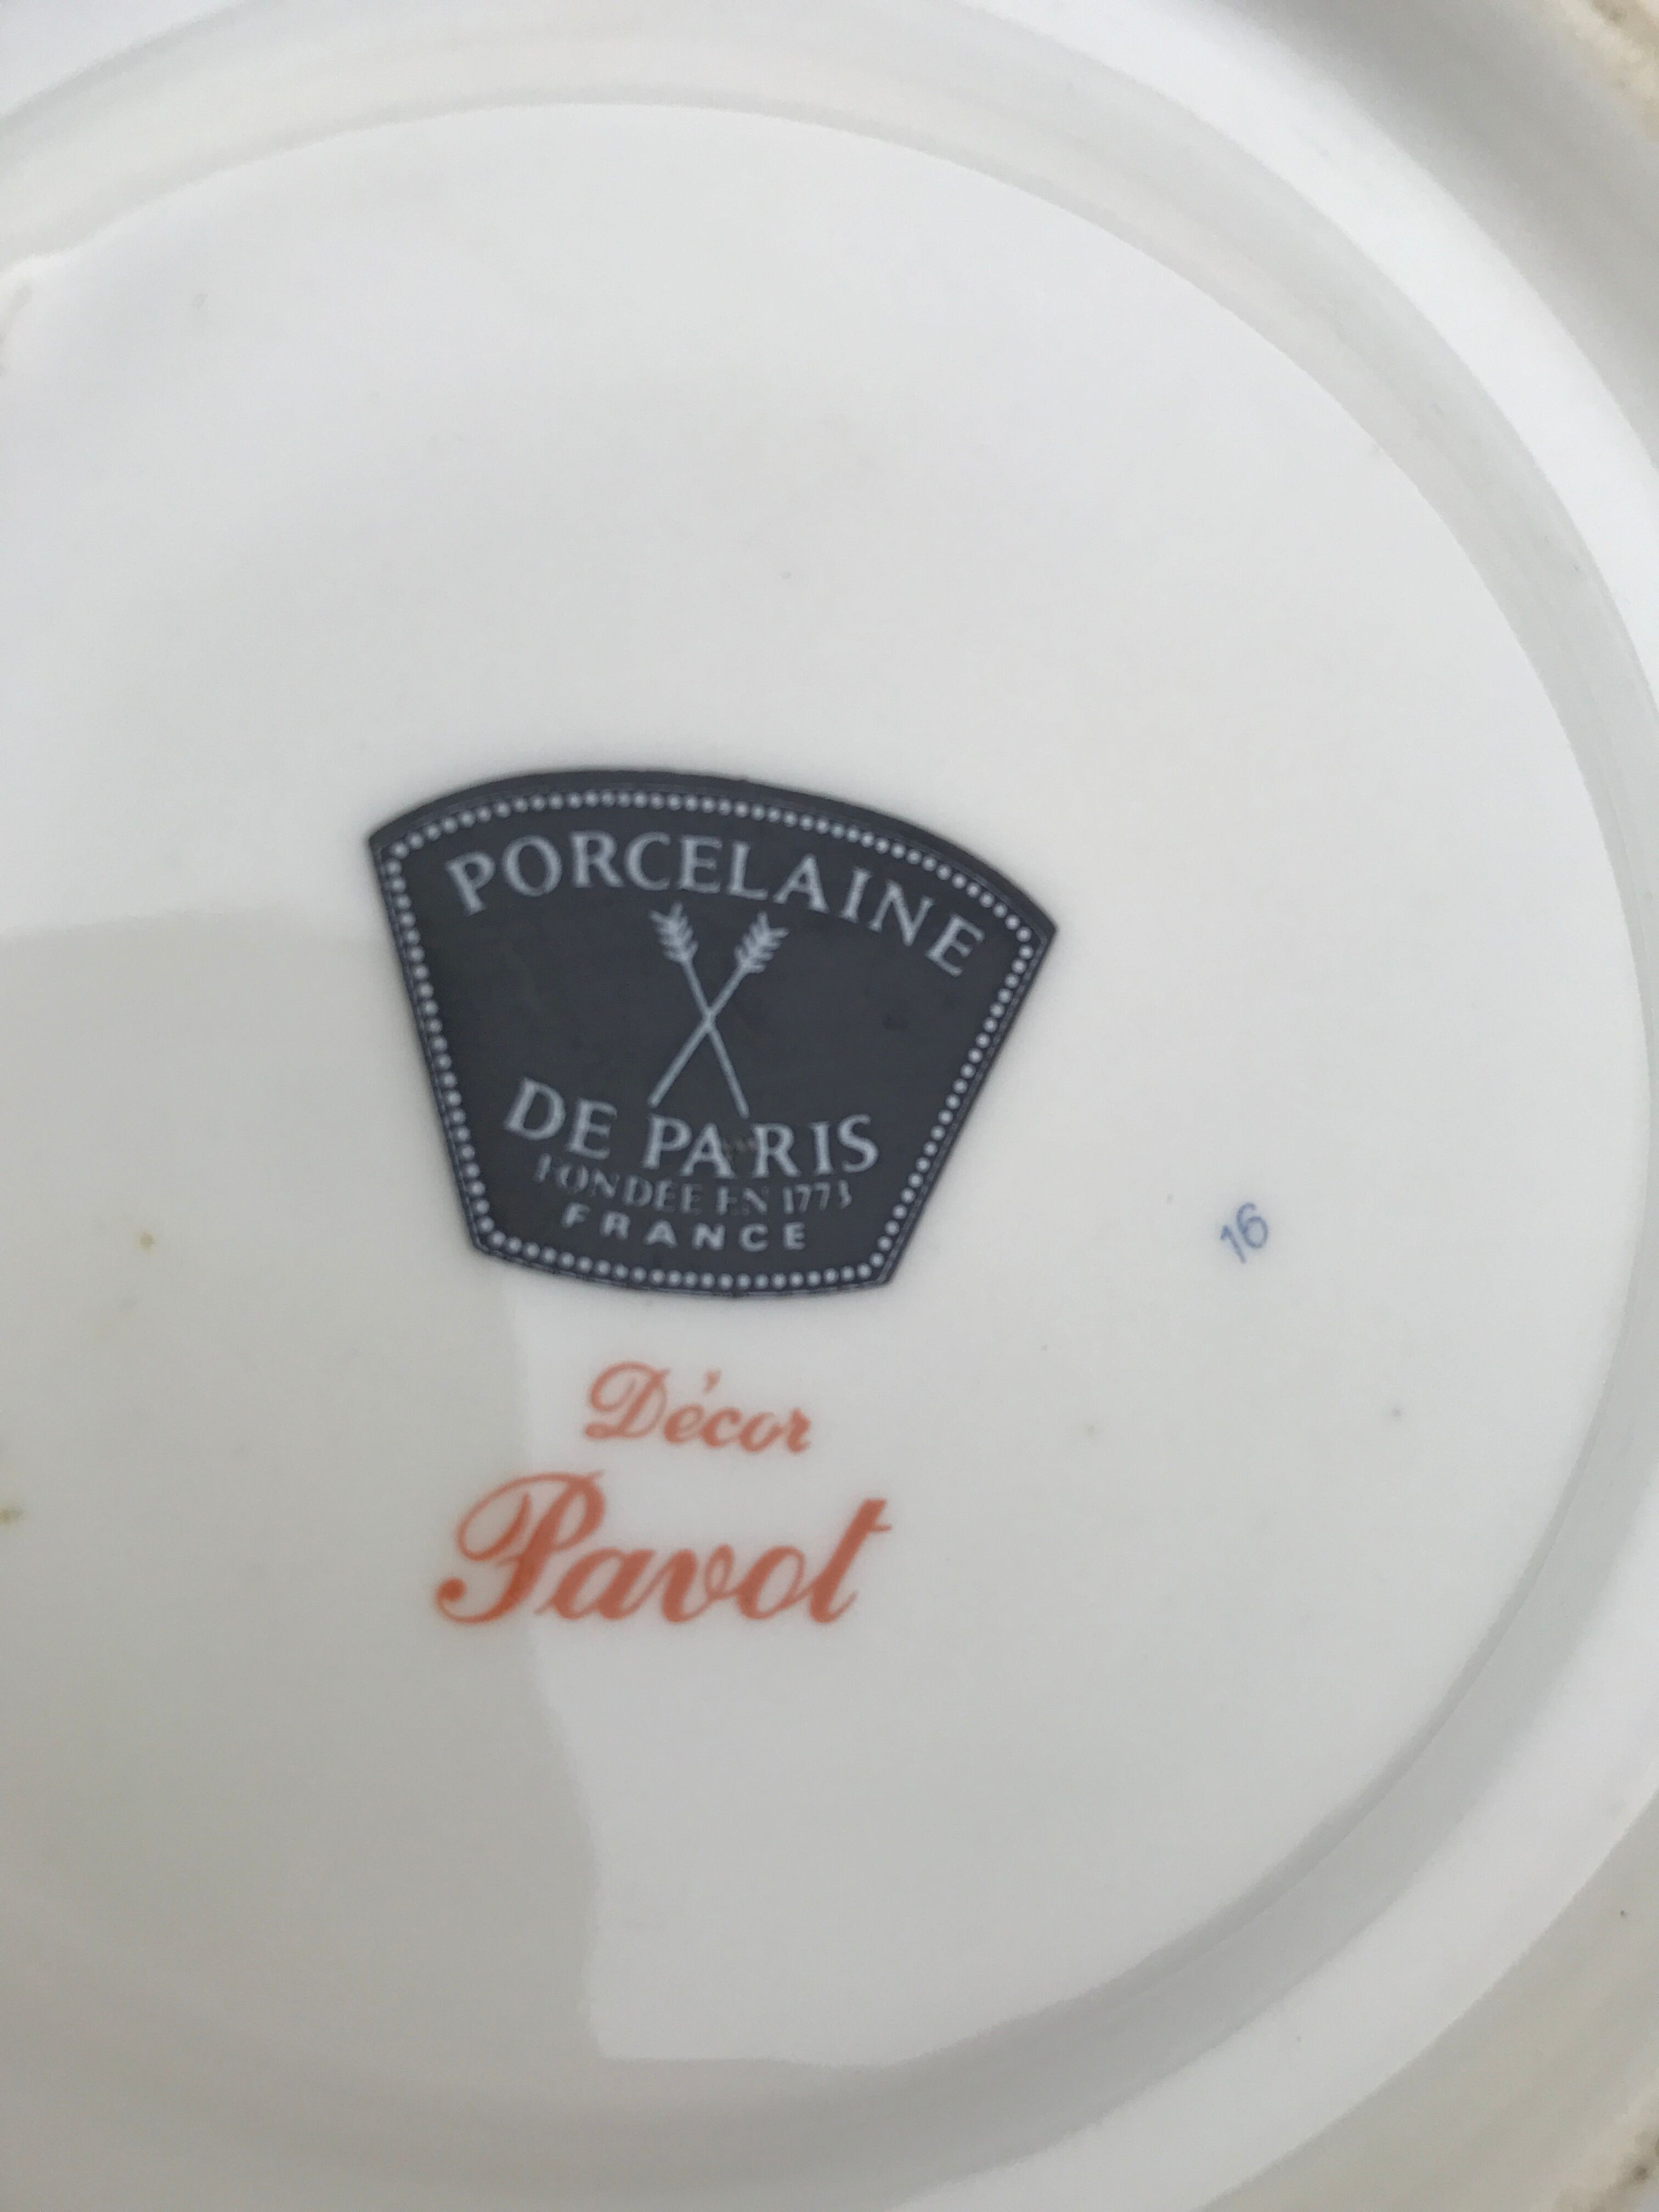 PORCELAINE
DE PARIS
FONDÉE EN 1773
FRANCE
16
Décor
Pavot